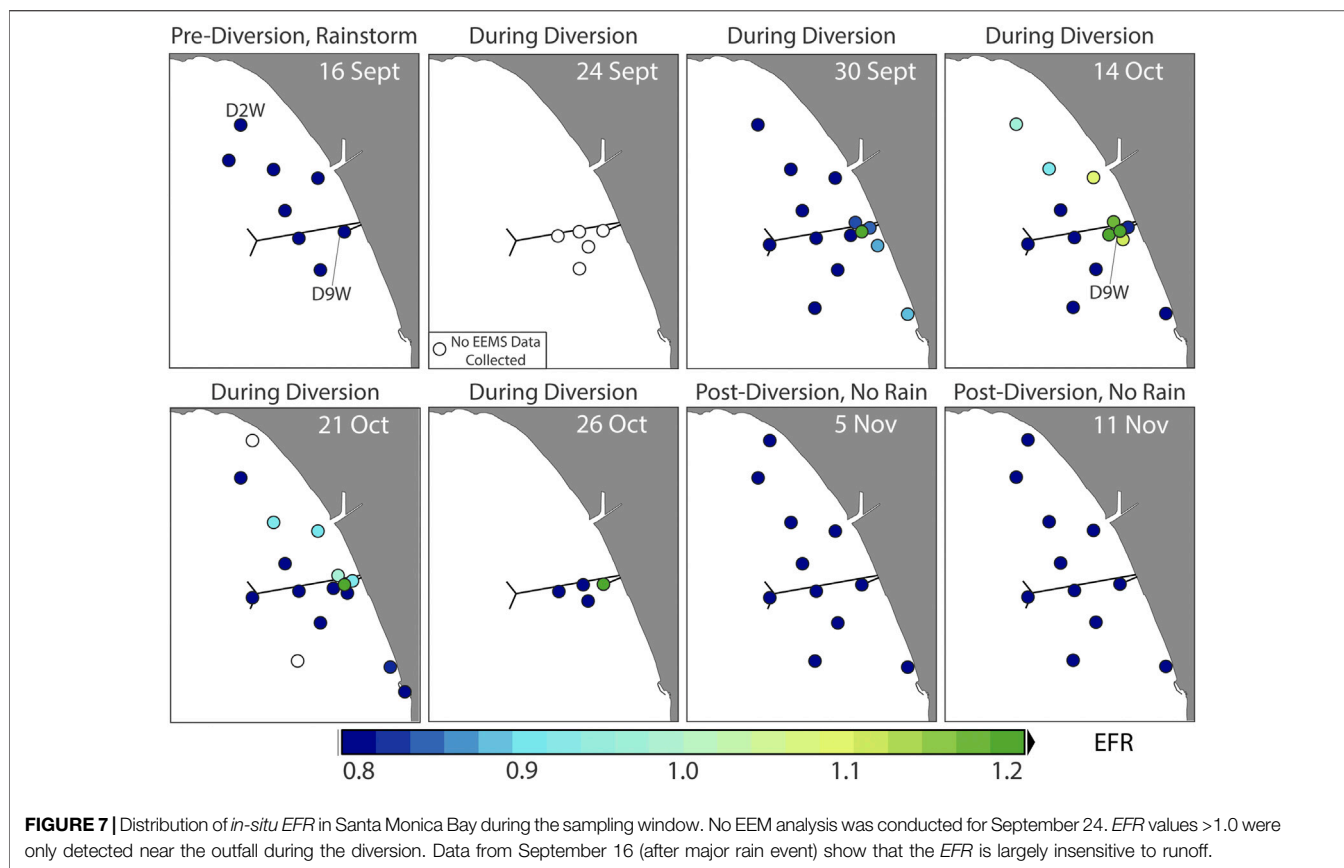 Pre-Diversion, Rainstorm
16 Sept
D2W
D9W
During Diversion
24 Sept
No EEMS Data
Collected
During Diversion
30 Sept
During Diversion
14 Oct
D9W
During Diversion
21 Oct
During Diversion
26 Oct
Post-Diversion, No Rain
5 Nov
Post-Diversion, No Rain
11 Nov
EFR
0.8 0.9 1.0 1.1 1.2
FIGURE 7 | Distribution of in-situ EFR in Santa Monica Bay during the sampling window. No EEM analysis was conducted for September 24. EFR values >1.0 were
only detected near the outfall during the diversion. Data from September 16 (after major rain event) show that the EFR is largely insensitive to runoff.